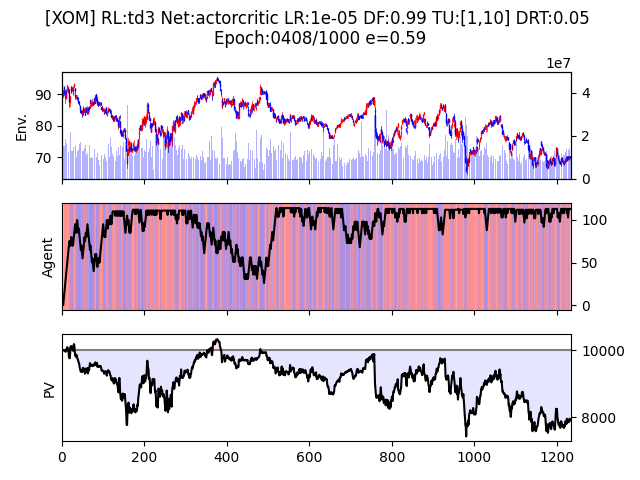 [XOM] RL:td3 Net:actorcritic LR:1e-05 DF:0.99 TU:[1,10] DRT:0.05
Epoch:0408/1000 e=0.59
1e7
Env.
90
80
70
4
2
0
Agent
100
50
0
PV
10000
8000
0 200 400 600 800 1000 1200